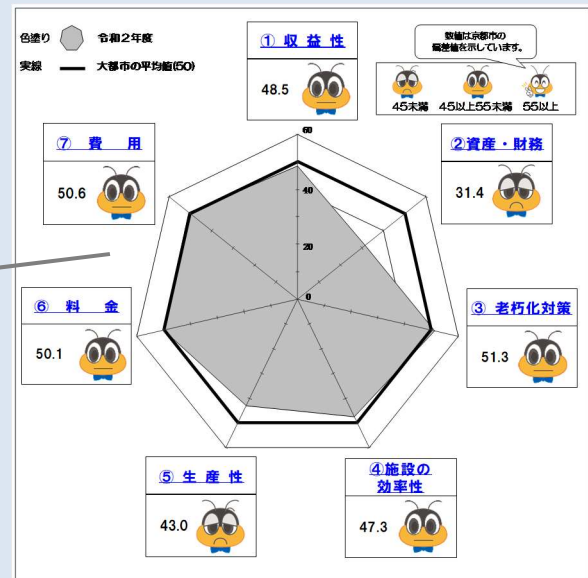 色塗り 令和２年度
実線 大都市の平均値(50)
① 収 益 性
48.5
数値は京都市の
偏差値を示しています。
45未満 45以上55未満 55以上
⑦ 費 用
50.6
②資産・財務
31.4
60
40
20
0
⑥ 料 金
50.1
③ 老朽化対策
51.3
⑤ 生 産 性
43.0
④施設の
効率性
47.3